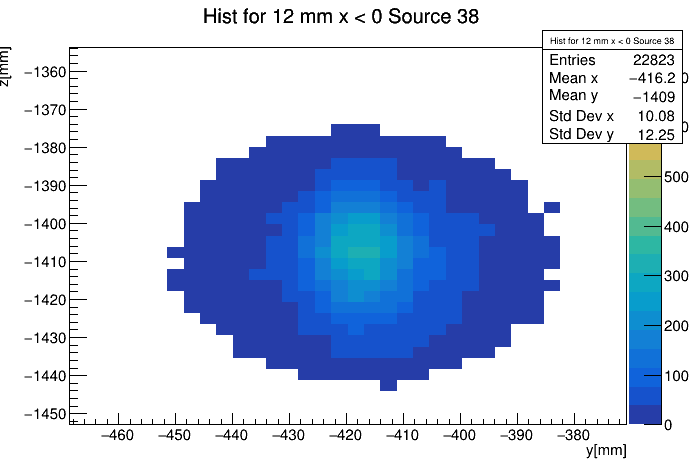 Hist for 12 mm x < 0 Source 38
z[mm]
Hist for 12 mm x < 0 Source 38
Entries 22823
Mean x −416.2
Mean y −1409
Std Dev x 10.08
Std Dev y 12.25
−1360
−1370
−1380
−1390
−1400
−1410
−1420
−1430
−1440
−1450
−460 −450 −440 −430 −420 −410 −400 −390 −380
y[mm]
500
400
300
200
100
0